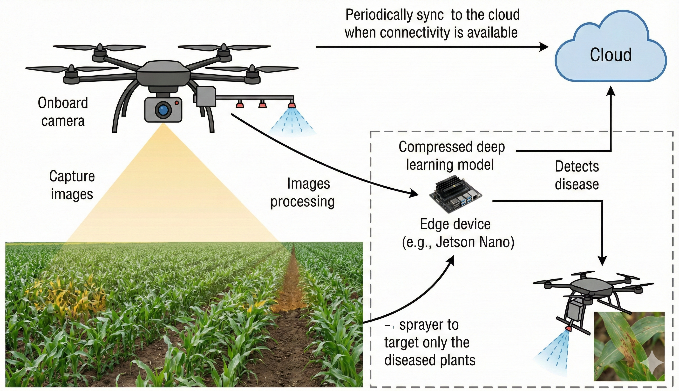 Periodically sync to the cloud
when connectivity is available
Cloud
Onboard
camera
Capture
images
Images
processing
Compressed deep
learning model
Detects
disease
Edge device
(e.g., Jetson Nano)
sprayer to
target only the
diseased plants